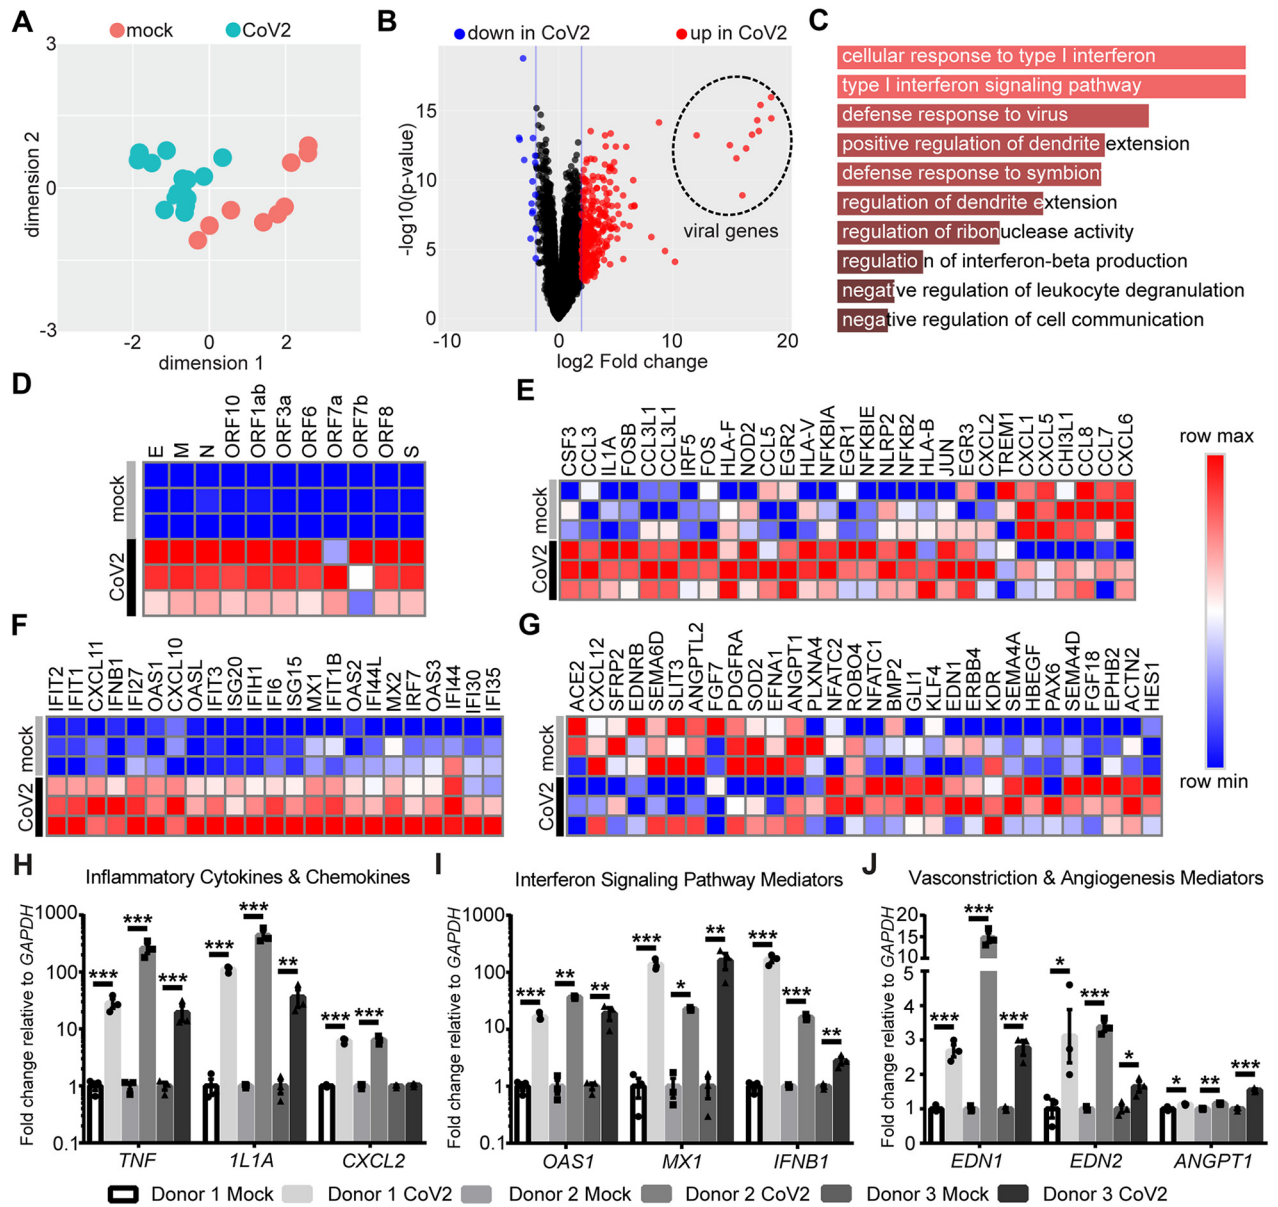 A
mock
CoV2
3
0
-3
-2
0
2
dimension 2
dimension 1
B
down in CoV2
up in CoV2
15
10
5
0
-10
0
10
20
-log10(p-value)
log2 Fold change
viral genes
C
cellular response to type I interferon
type I interferon signaling pathway
defense response to virus
positive regulation of dendrite extension
defense response to symbiont
regulation of dendrite extension
regulation of ribonuclease activity
regulation of interferon-beta production
negative regulation of leukocyte degranulation
negative regulation of cell communication
D
E M N ORF10 ORF1ab ORF3a ORF6 ORF7a ORF7b ORF8 S
mock
CoV2
E
CSF3 CCL3 IL1A FOSB CCL3L1 CCL3L1 IRF5 FOS HLA-F NOD2 CCL5 EGR2 HLA-V NFKBIA EGR1 NFKBIE NLRP2 NFKB2 HLA-B JUN EGR3 CXCL2 TREM1 CXCL1 CXCL5 CHI3L1 CCL8 CCL7 CXCL6
mock
CoV2
row max
row min
F
IFIT2 IFIT1 CXCL11 IFNB1 IFI27 OAS1 CXCL10 OASL IFIT3 ISG20 IFIH1 IFI6 ISG15 MX1 IFIT1B OAS2 IFI44L MX2 IRF7 OAS3 IFI44 IFI30 IFI35
mock
CoV2
G
ACE2 CXCL12 SFRP2 EDNRB SEMA6D SLIT3 ANGPTL2 FGF7 PDGFRA SOD2 EFNA1 ANGPT1 PLXNA4 NFATC2 ROBO4 NFATC1 BMP2 GLI1 KLF4 EDN1 ERBB4 KDR SEMA4A HBEGF PAX6 SEMA4D FGF18 EPHB2 ACTN2 HES1
mock
CoV2
H
Inflammatory Cytokines & Chemokines
Fold change relative to GAPDH
1000
100
10
1
0.1
*** *** *** *** *** ** *** ***
TNF 1L1A CXCL2
I
Interferon Signaling Pathway Mediators
Fold change relative to GAPDH
1000
100
10
1
0.1
*** ** ** *** * ** *** *** **
OAS1 MX1 IFNB1
J
Vasconstriction & Angiogenesis Mediators
Fold change relative to GAPDH
20
15
10
5
4
3
2
1
0
*** *** *** * *** * * ** ***
EDN1 EDN2 ANGPT1
Donor 1 Mock Donor 1 CoV2 Donor 2 Mock Donor 2 CoV2 Donor 3 Mock Donor 3 CoV2